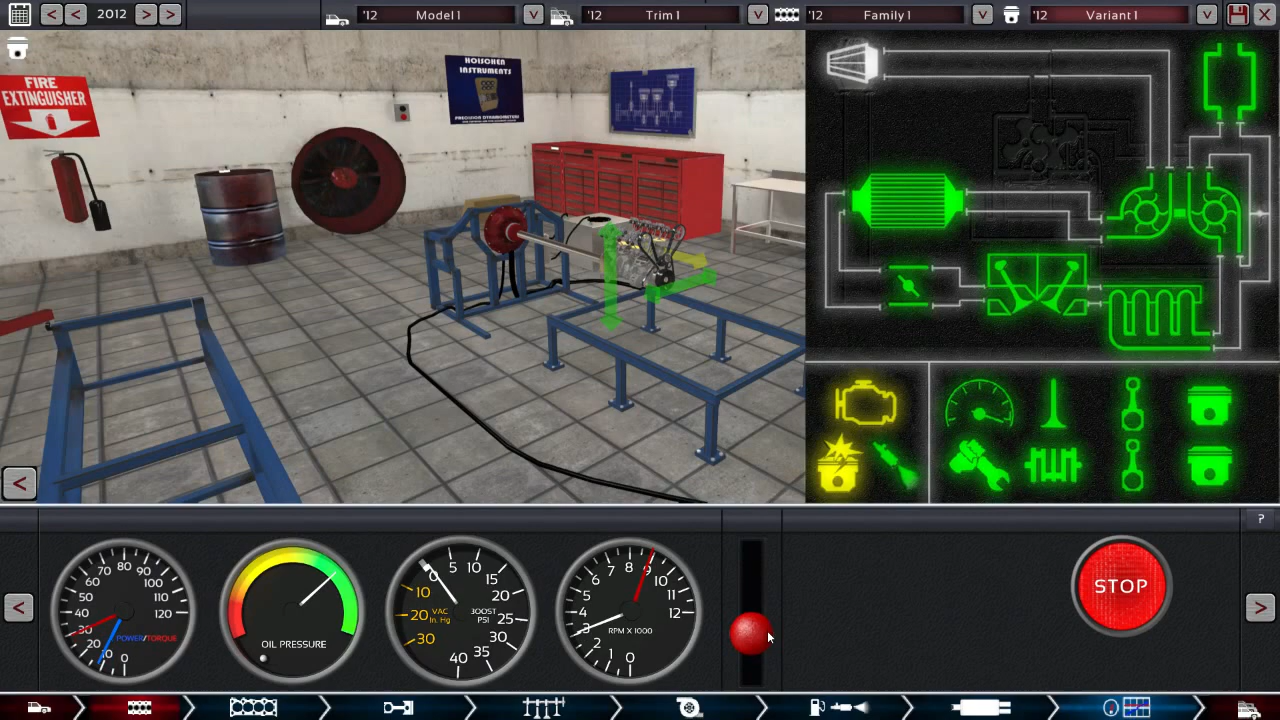 2012
'12 Model 1
'12 Trim 1
'12 Family 1
'12 Variant 1
FIRE
EXTINGUISHER
HOLSCHEN
INSTRUMENTS
PRECISION DYNAMOMETERS
0 10 20 30 40 50 60 70 80 90 100 110 120
POWER/TORQUE
OIL PRESSURE
30 20 10 0 5 10 15 20 25 30 35 40
VAC
In. Hg
BOOST
PSI
0 1 2 3 4 5 6 7 8 9 10 11 12
RPM X 1000
STOP
?